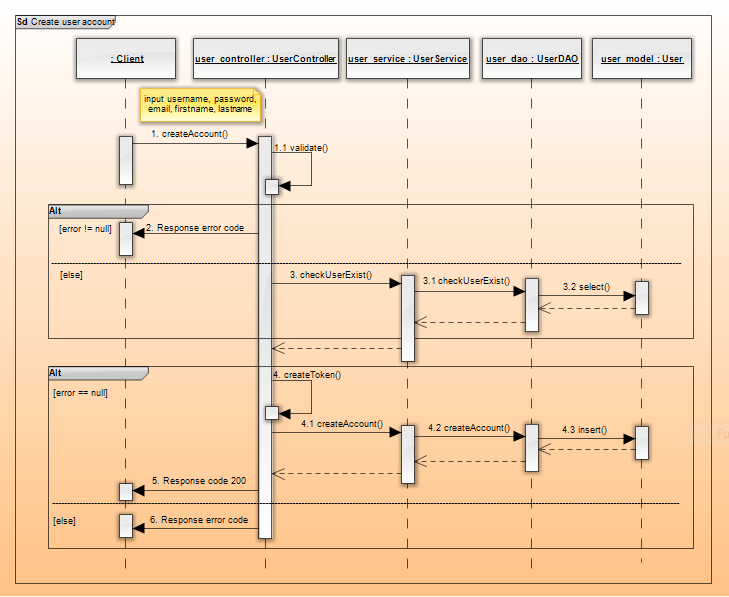 Sd Create user account
: Client
user_controller : UserController
user_service : UserService
user_dao : UserDAO
user_model : User
input username, password,
email, firstname, lastname
1. createAccount()
1.1 validate()
Alt
[error != null]
2. Response error code
[else]
3. checkUserExist()
3.1 checkUserExist()
3.2 select()
Alt
[error == null]
4. createToken()
4.1 createAccount()
4.2 createAccount()
4.3 insert()
5. Response code 200
[else]
6. Response error code